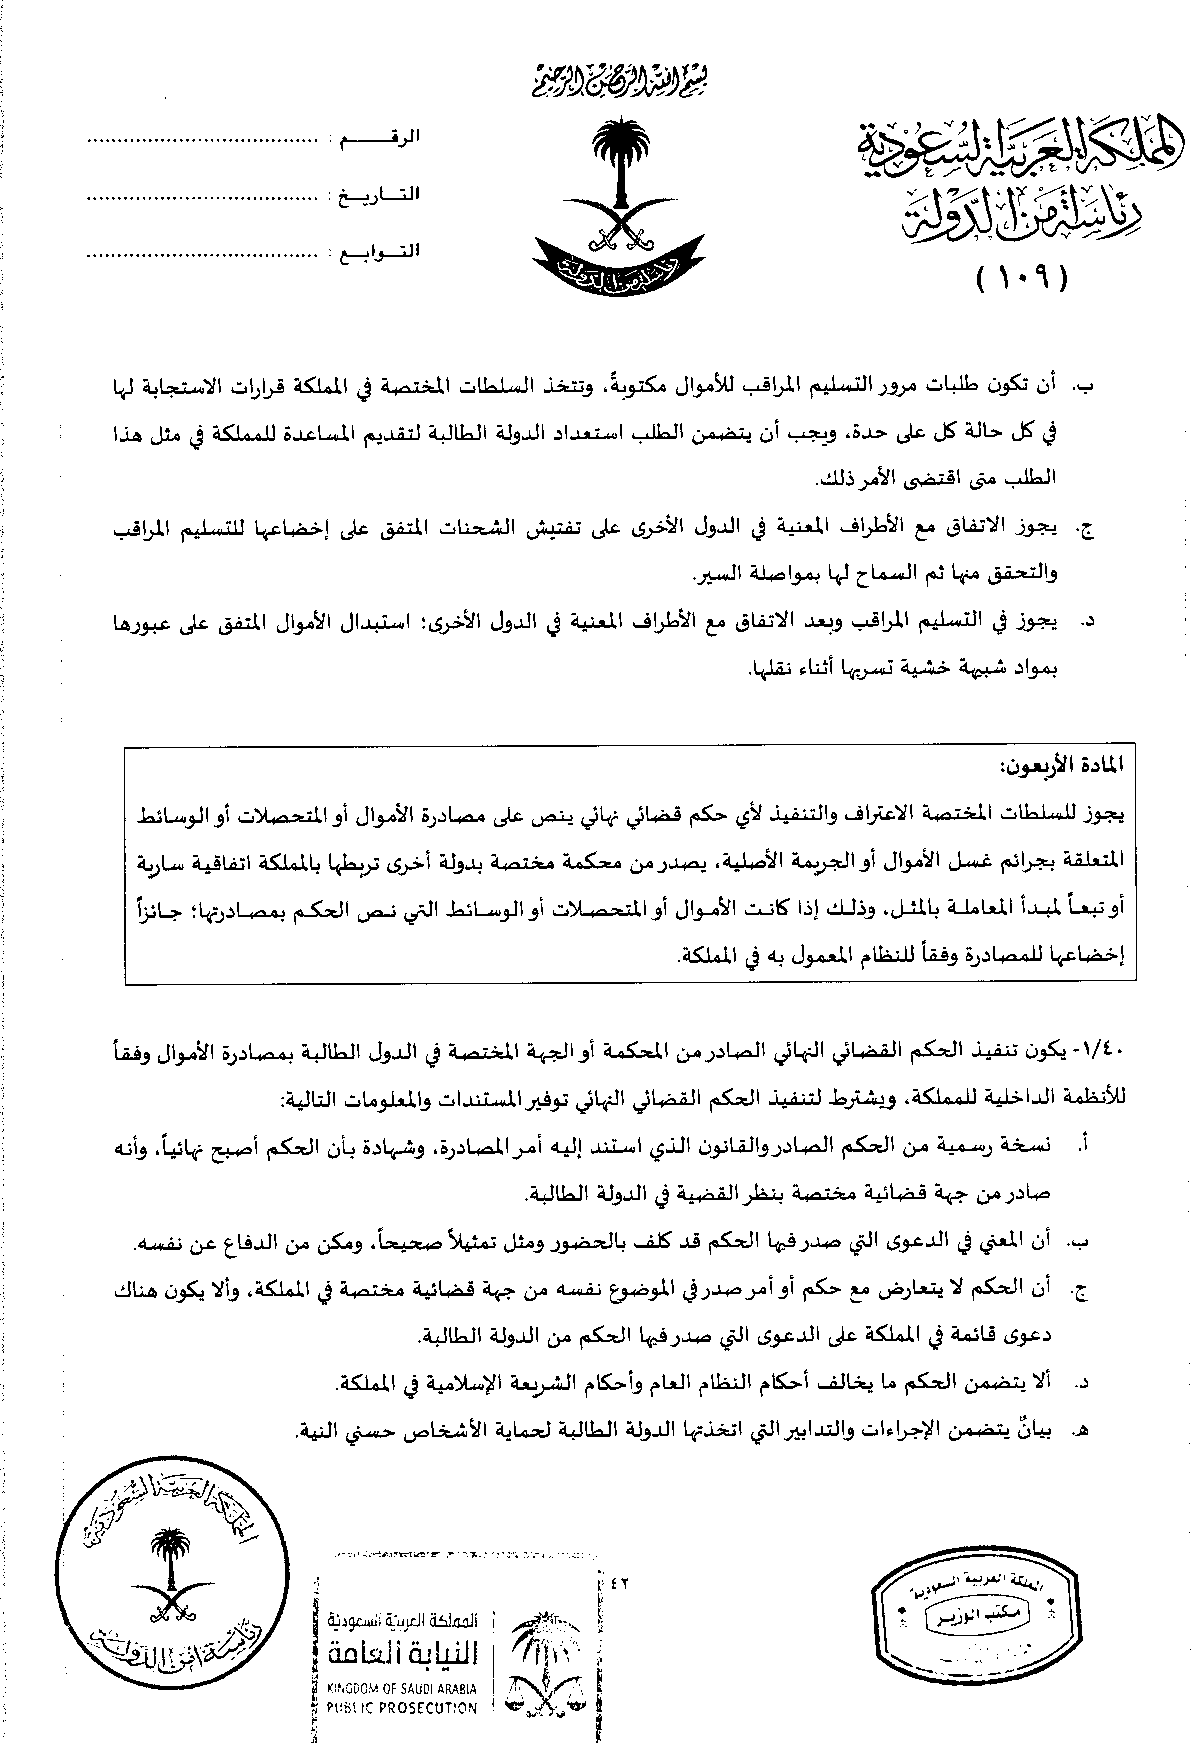 بسم الله الرحمن الرحيم
المملكة العربية السعودية
رئاسة أمن الدولة
(١٠٩)
الرقـــــم : ......................................
التـــاريخ : ......................................
التـــوابـع : ......................................
رئاسة أمن الدولة
ب. أن تكون طلبات مرور التسليم المراقب للأموال مكتوبةً، وتتخذ السلطات المختصة في المملكة قرارات الاستجابة لها
في كل حالة كل على حدة، ويجب أن يتضمن الطلب استعداد الدولة الطالبة لتقديم المساعدة للمملكة في مثل هذا
الطلب متى اقتضى الأمر ذلك.
ج. يجوز الاتفاق مع الأطراف المعنية في الدول الأخرى على تفتيش الشحنات المتفق على إخضاعها للتسليم المراقب
والتحقق منها ثم السماح لها بمواصلة السير.
د. يجوز في التسليم المراقب وبعد الاتفاق مع الأطراف المعنية في الدول الأخرى؛ استبدال الأموال المتفق على عبورها
بمواد شبيهة خشية تسربها أثناء نقلها.
المادة الأربعون:
يجوز للسلطات المختصة الاعتراف والتنفيذ لأي حكم قضائي نهائي ينص على مصادرة الأموال أو المتحصلات أو الوسائط
المتعلقة بجرائم غسل الأموال أو الجريمة الأصلية، يصدر من محكمة مختصة بدولة أخرى تربطها بالمملكة اتفاقية سارية
أو تبعاً لمبدأ المعاملة بالمثل، وذلك إذا كانت الأموال أو المتحصلات أو الوسائط التي نص الحكم بمصادرتها؛ جائزاً
إخضاعها للمصادرة وفقاً للنظام المعمول به في المملكة.
١/٤٠- يكون تنفيذ الحكم القضائي النهائي الصادر من المحكمة أو الجهة المختصة في الدول الطالبة بمصادرة الأموال وفقاً
للأنظمة الداخلية للمملكة، ويشترط لتنفيذ الحكم القضائي النهائي توفير المستندات والمعلومات التالية:
أ. نسخة رسمية من الحكم الصادر والقانون الذي استند إليه أمر المصادرة، وشهادة بأن الحكم أصبح نهائياً، وأنه
صادر من جهة قضائية مختصة بنظر القضية في الدولة الطالبة.
ب. أن المعني في الدعوى التي صدر فيها الحكم قد كلف بالحضور ومثل تمثيلاً صحيحاً، ومكن من الدفاع عن نفسه.
ج. أن الحكم لا يتعارض مع حكم أو أمر صدر في الموضوع نفسه من جهة قضائية مختصة في المملكة، وألا يكون هناك
دعوى قائمة في المملكة على الدعوى التي صدر فيها الحكم من الدولة الطالبة.
د. ألا يتضمن الحكم ما يخالف أحكام النظام العام وأحكام الشريعة الإسلامية في المملكة.
هـ. بيانٌ يتضمن الإجراءات والتدابير التي اتخذتها الدولة الطالبة لحماية الأشخاص حسني النية.
٤٢
المملكة العربية السعودية
مكتب الوزير
المملكة العربية السعودية
النيابة العامة
KINGDOM OF SAUDI ARABIA
PUBLIC PROSECUTION
المملكة العربية السعودية
رئاسة أمن الدولة